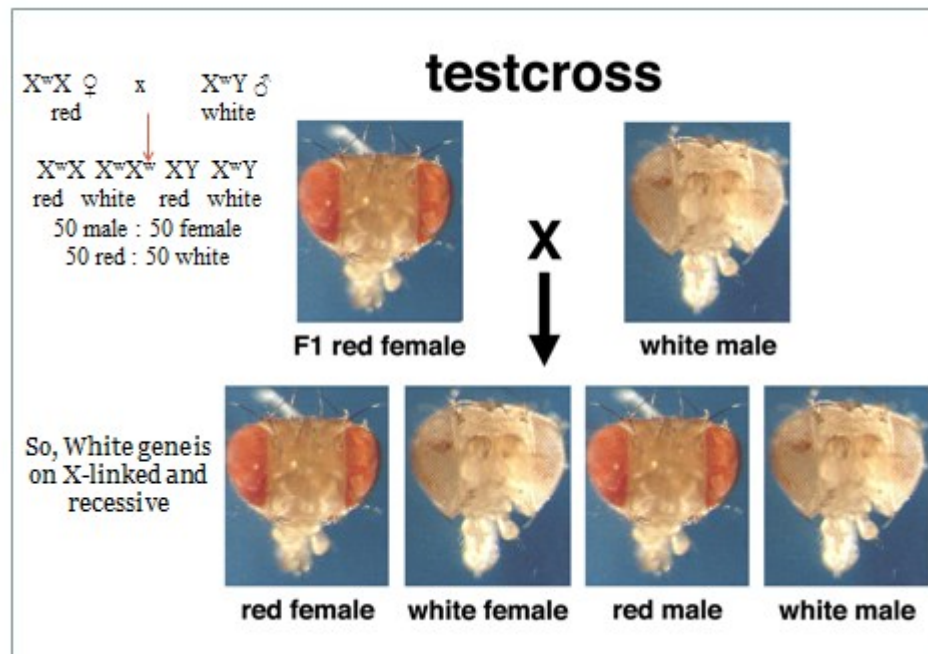 testcross
XʷX ♀ x XʷY ♂
red white
XʷX XʷXʷ XY XʷY
red white red white
50 male : 50 female
50 red : 50 white
X
F1 red female white male
So, White gene is
on X-linked and
recessive
red female white female red male white male